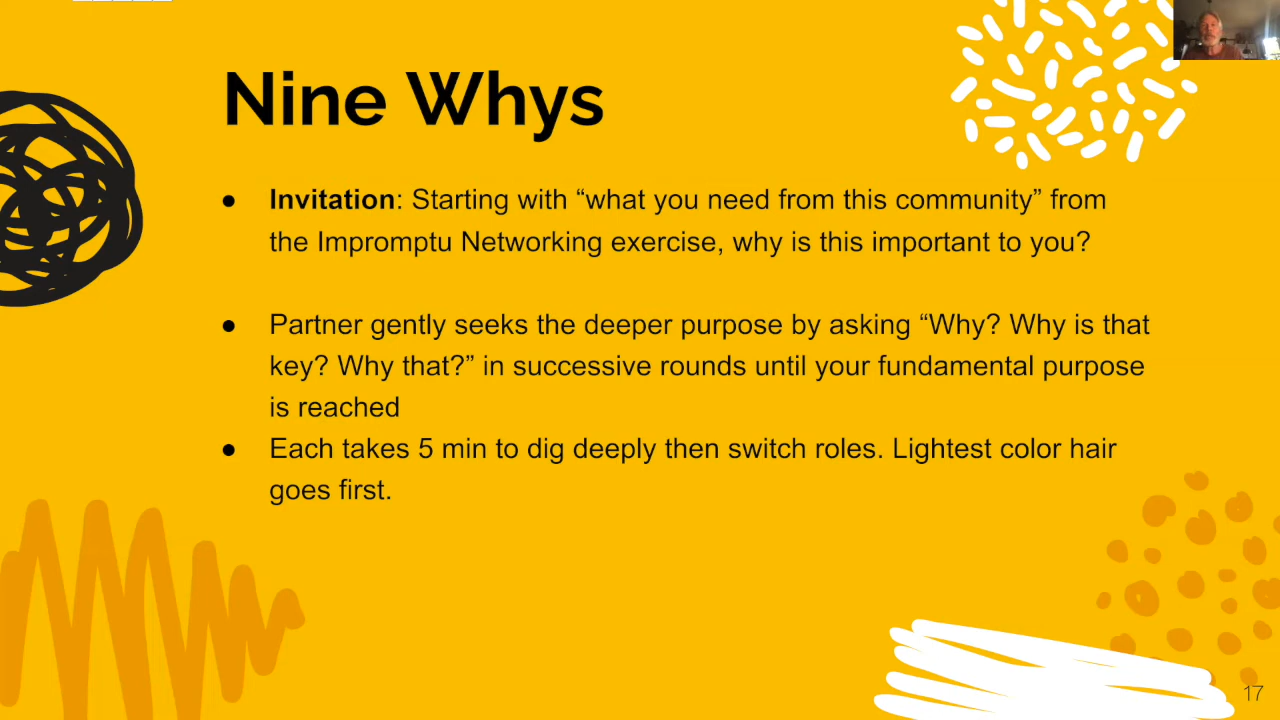 Nine Whys
● Invitation: Starting with “what you need from this community” from
the Impromptu Networking exercise, why is this important to you?
● Partner gently seeks the deeper purpose by asking “Why? Why is that
key? Why that?” in successive rounds until your fundamental purpose
is reached
● Each takes 5 min to dig deeply then switch roles. Lightest color hair
goes first.
17